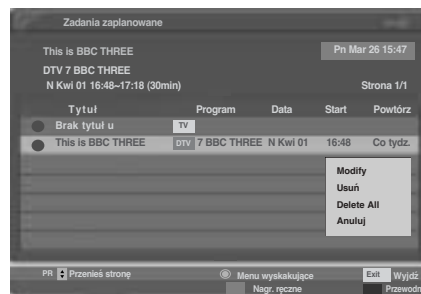 Zadania zaplanowane
This is BBC THREE
Pn Mar 26 15:47
DTV 7 BBC THREE
N Kwi 01 16:48~17:18 (30min)
Strona 1/1
Tytuł Program Data Start Powtórz
Brak tytuł u TV
This is BBC THREE DTV 7 BBC THREE N Kwi 01 16:48 Co tydz.
Modify
Usuń
Delete All
Anuluj
PR Przenieś stronę Menu wyskakujące Exit Wyjdź
Nagr. ręczne Przewodn